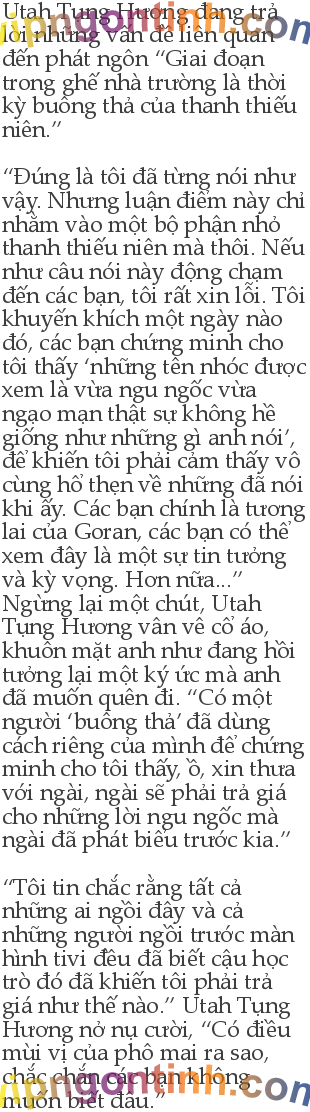 Utah Tụng Hương đang trả
lời những vấn đề liên quan
đến phát ngôn “Giai đoạn
trong ghế nhà trường là thời
kỳ buông thả của thanh thiếu
niên.”
“Đúng là tôi đã từng nói như
vậy. Nhưng luận điểm này chỉ
nhằm vào một bộ phận nhỏ
thanh thiếu niên mà thôi. Nếu
như câu nói này động chạm
đến các bạn, tôi rất xin lỗi. Tôi
khuyến khích một ngày nào
đó, các bạn chứng minh cho
tôi thấy ‘những tên nhóc được
xem là vừa ngu ngốc vừa
ngạo mạn thật sự không hề
giống như những gì anh nói’,
để khiến tôi phải cảm thấy vô
cùng hổ thẹn về những đã nói
khi ấy. Các bạn chính là tương
lai của Goran, các bạn có thể
xem đây là một sự tin tưởng
và kỳ vọng. Hơn nữa...”
Ngừng lại một chút, Utah
Tụng Hương vân vê cổ áo,
khuôn mặt anh như đang hồi
tưởng lại một ký ức mà anh
đã muốn quên đi. “Có một
người ‘buông thả’ đã dùng
cách riêng của mình để chứng
minh cho tôi thấy, ồ, xin thưa
với ngài, ngài sẽ phải trả giá
cho những lời ngu ngốc mà
ngài đã phát biểu trước kia.”
“Tôi tin chắc rằng tất cả
những ai ngồi đây và cả
những người ngồi trước màn
hình tivi đều đã biết cậu học
trò đó đã khiến tôi phải trả
giá như thế nào.” Utah Tụng
Hương nở nụ cười, “Có điều
mùi vị của phô mai ra sao,
chắc chắn các bạn không
muốn biết đâu.”
vipngontinh.com
vipngontinh.com